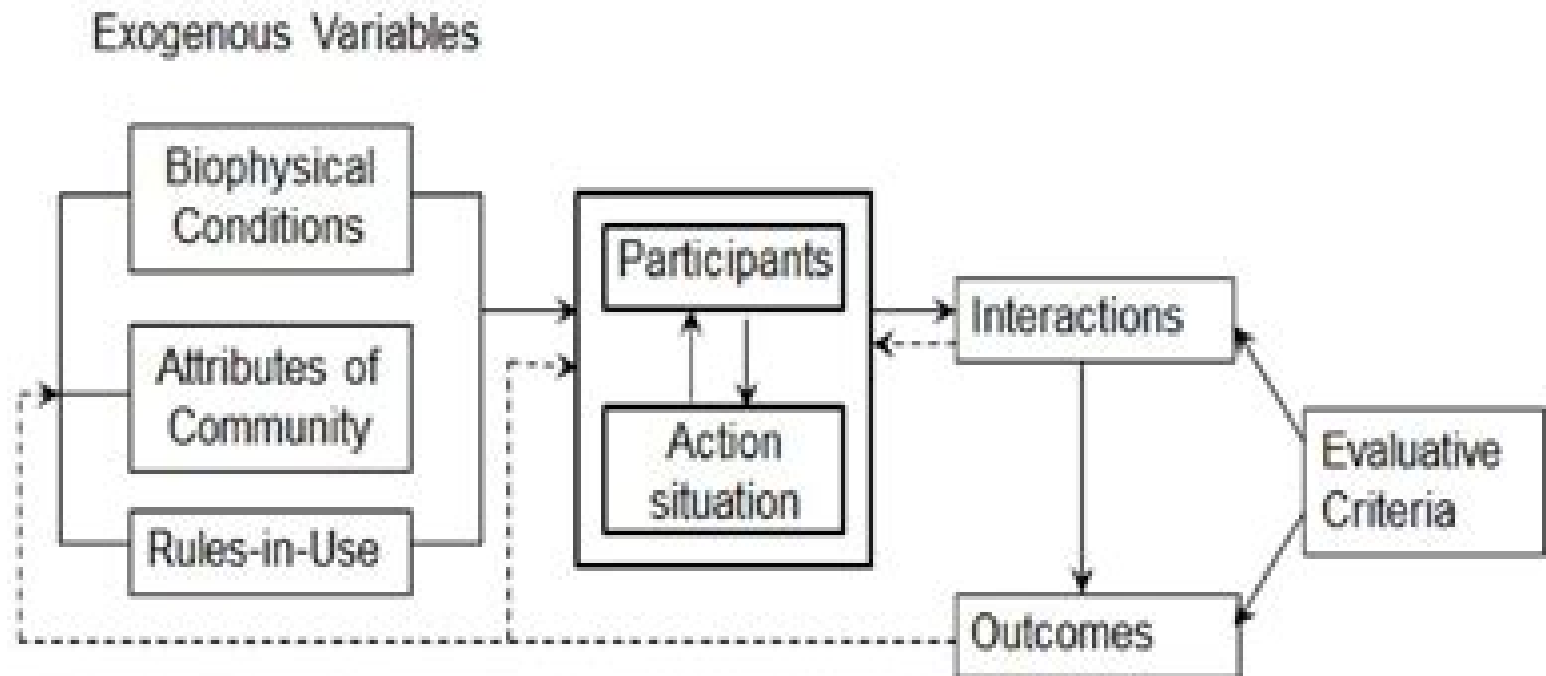 Exogenous Variables
Biophysical
Conditions
Attributes of
Community
Rules-in-Use
Participants
Action
situation
Interactions
Outcomes
Evaluative
Criteria